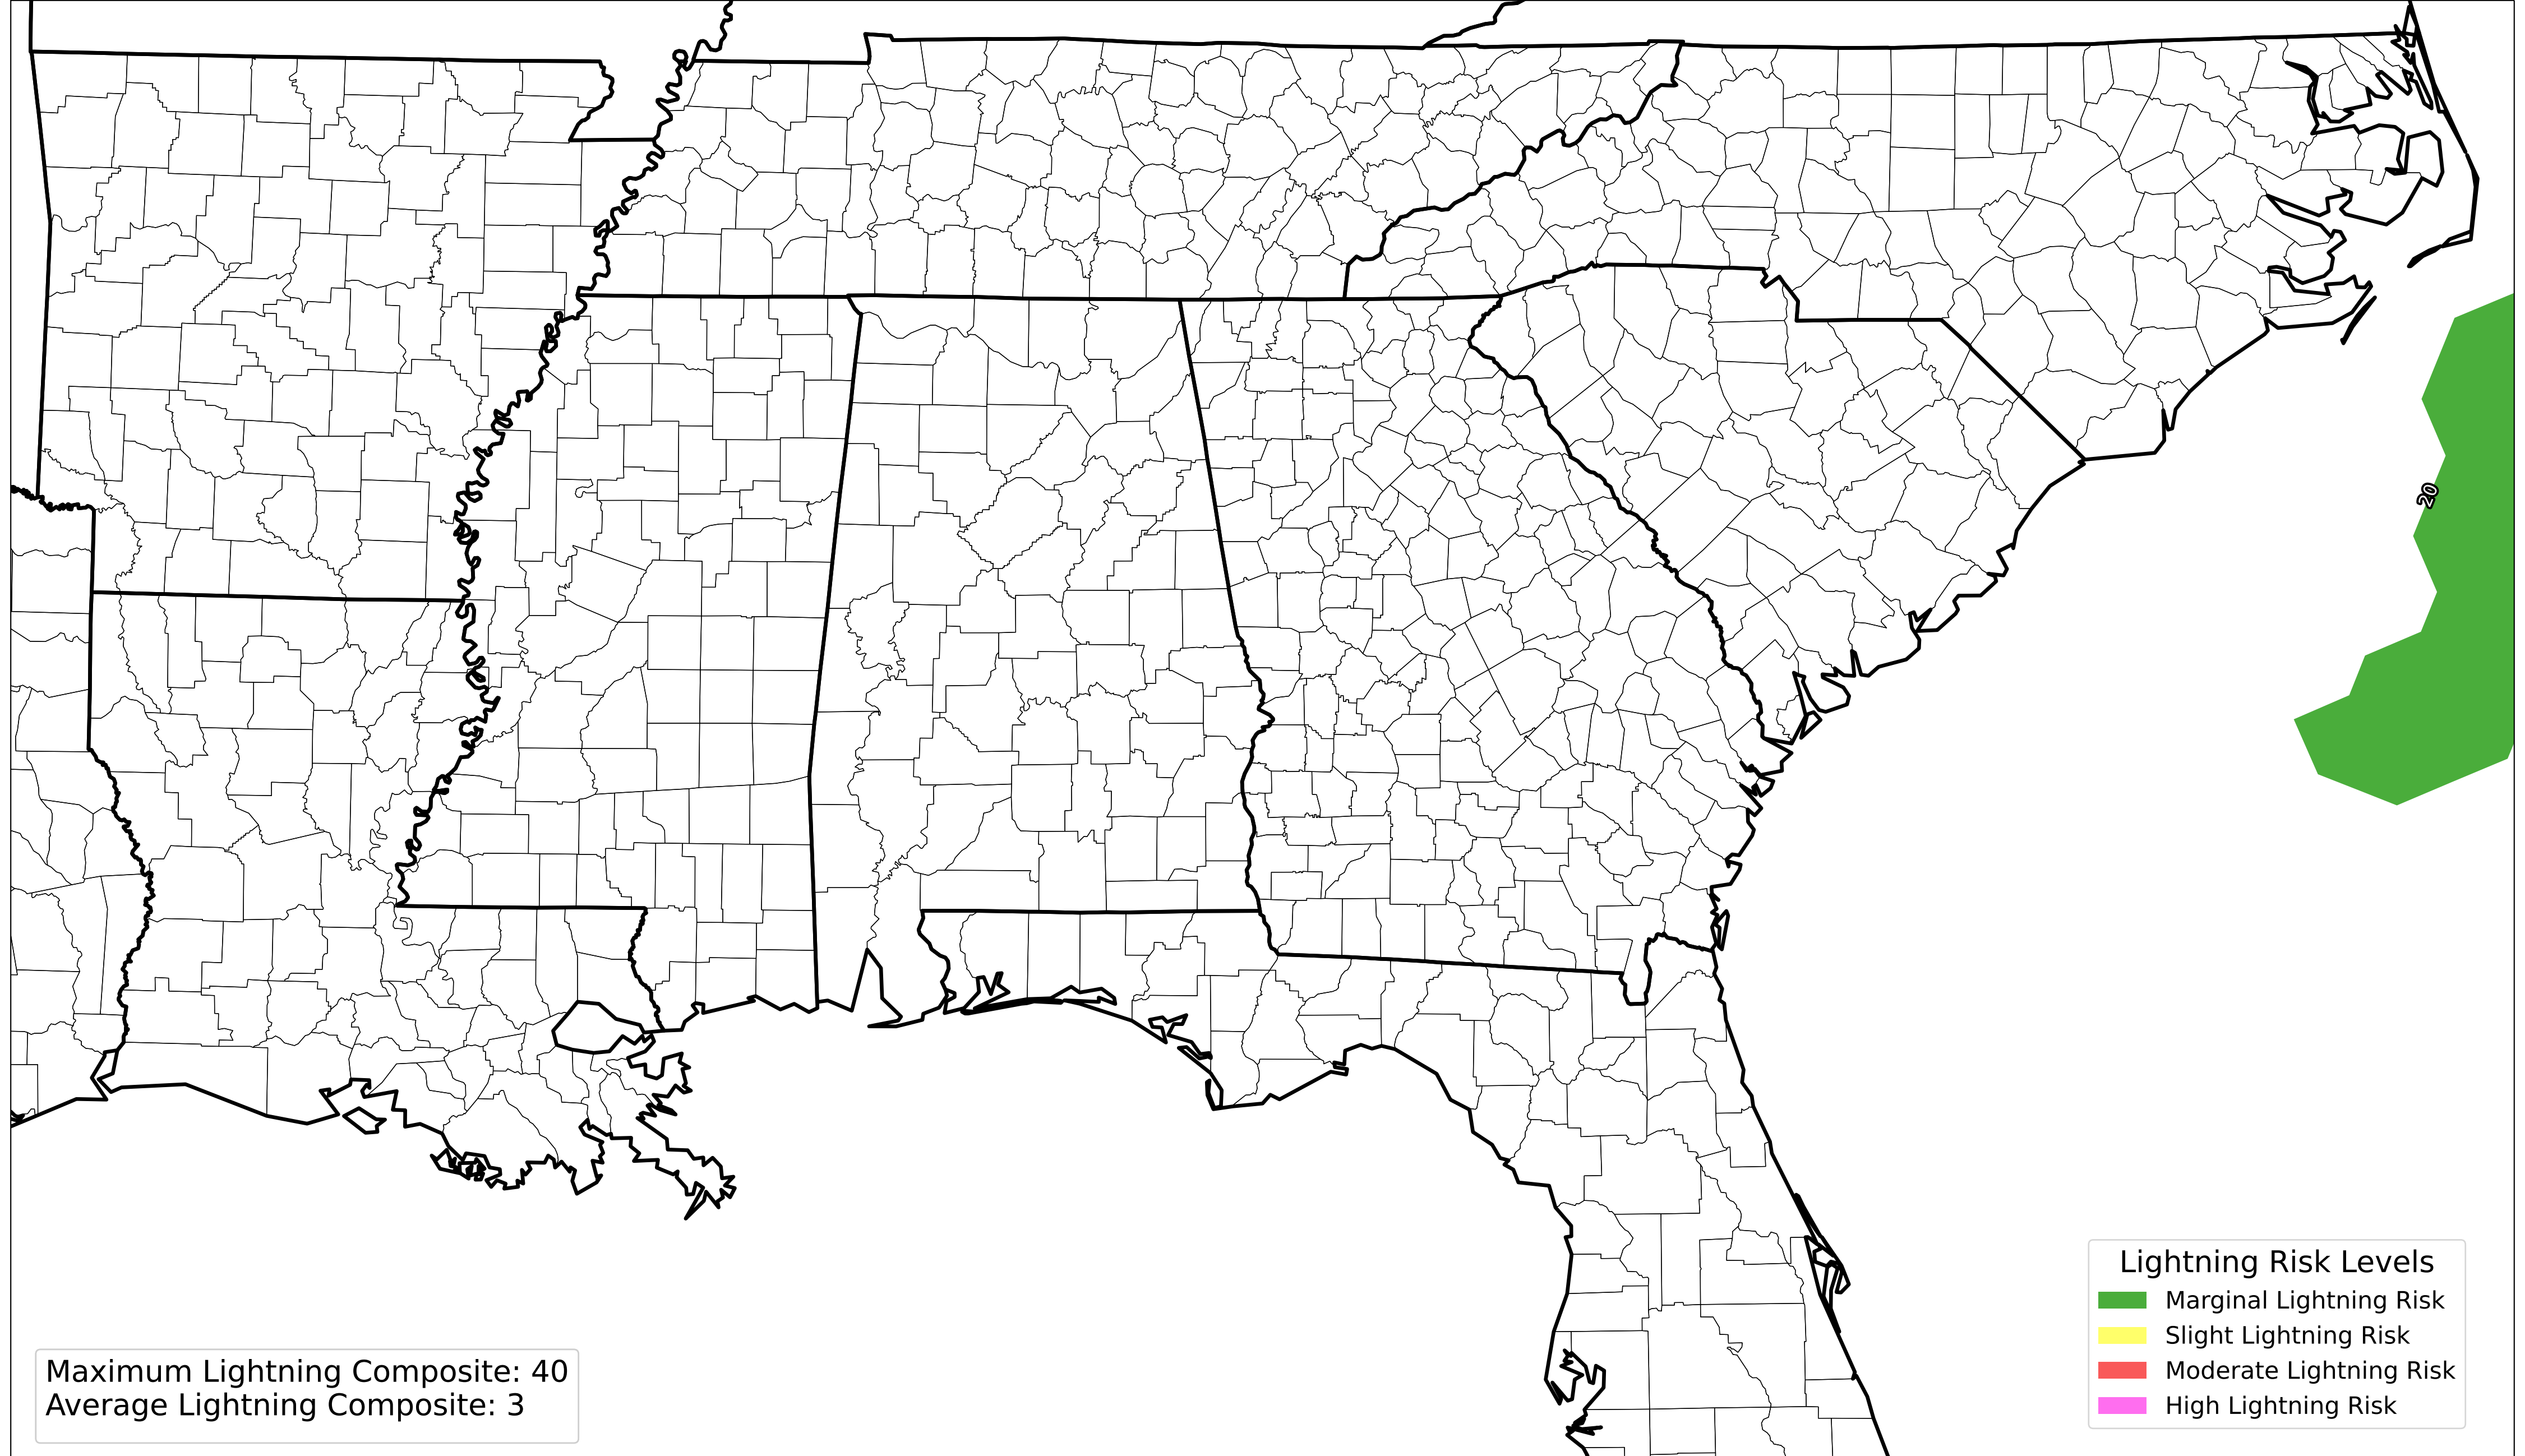 20
Lightning Risk Levels
Marginal Lightning Risk
Slight Lightning Risk
Moderate Lightning Risk
High Lightning Risk
Maximum Lightning Composite: 40
Average Lightning Composite: 3